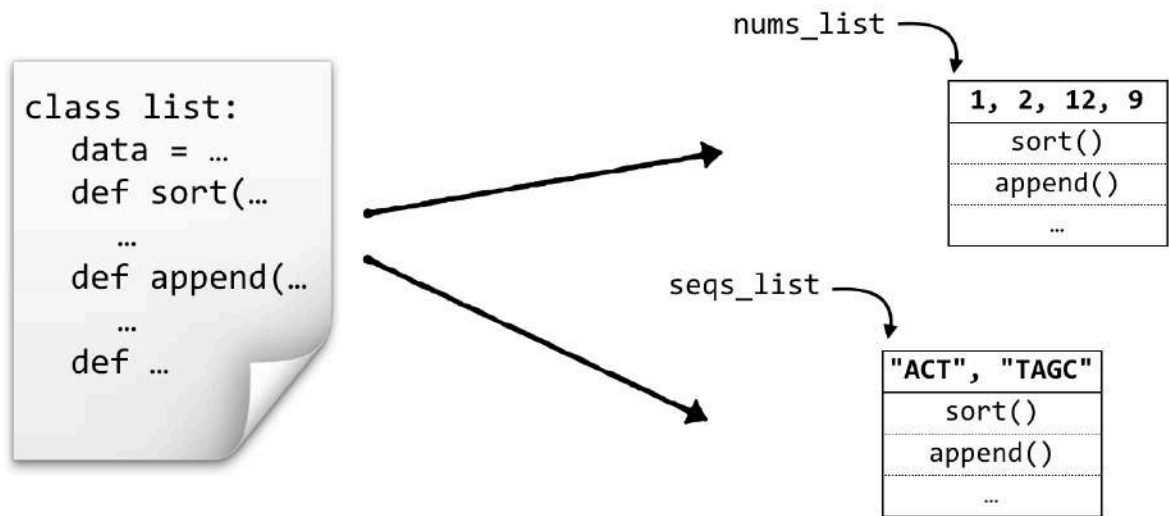 class list:
data = …
def sort(…
…
def append(…
…
def …
nums_list
1, 2, 12, 9
sort()
append()
…
seqs_list
"ACT", "TAGC"
sort()
append()
…